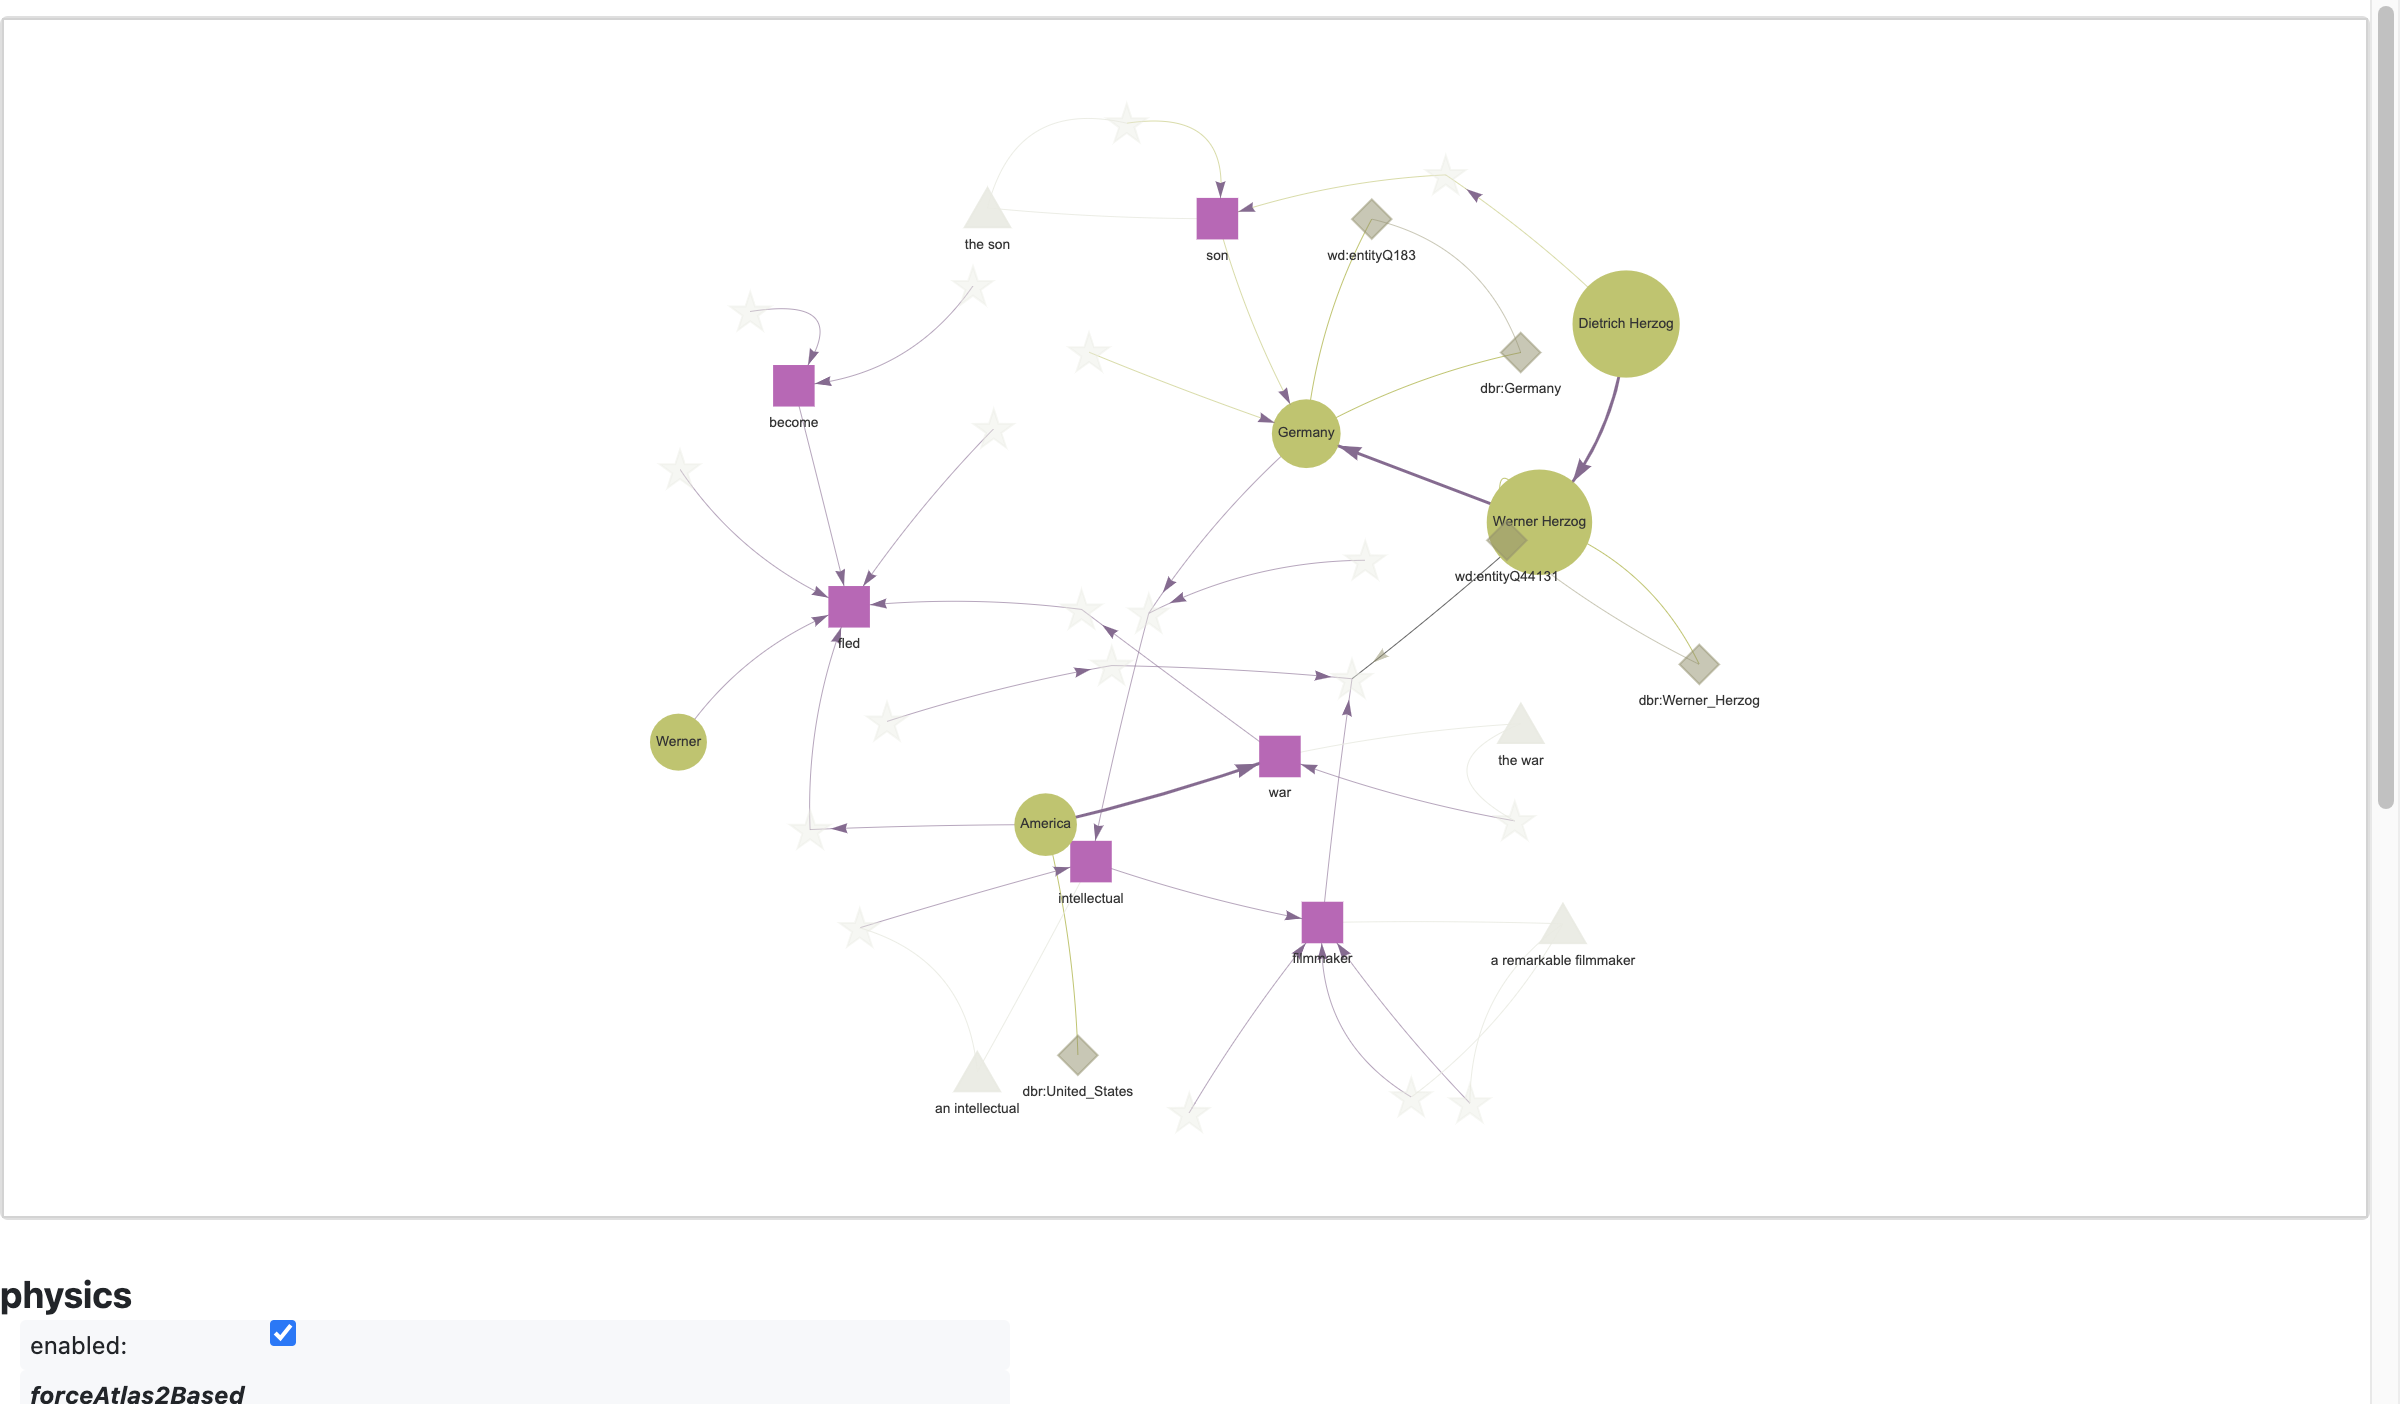 the son
son
wd:entityQ183
Dietrich Herzog
dbr:Germany
become
Germany
Werner Herzog
wd:entityQ44131
fled
dbr:Werner_Herzog
Werner
the war
war
America
intellectual
filmmaker
a remarkable filmmaker
dbr:United_States
an intellectual
physics
enabled:
forceAtlas2Based